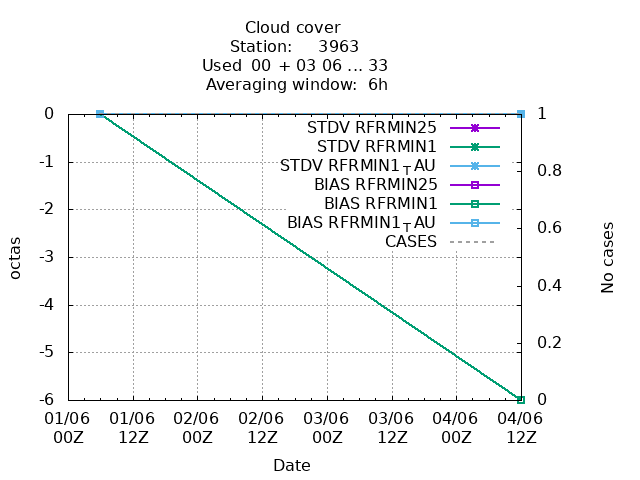 Cloud cover
Station: 3963
Used 00 + 03 06 ... 33
Averaging window: 6h
0
-1
-2
-3
-4
-5
-6
octas
1
0.8
0.6
0.4
0.2
0
No cases
STDV RFRMIN25
STDV RFRMIN1
STDV RFRMIN1TAU
BIAS RFRMIN25
BIAS RFRMIN1
BIAS RFRMIN1TAU
CASES
01/06 01/06 02/06 02/06 03/06 03/06 04/06 04/06
00Z 12Z 00Z 12Z 00Z 12Z 00Z 12Z
Date